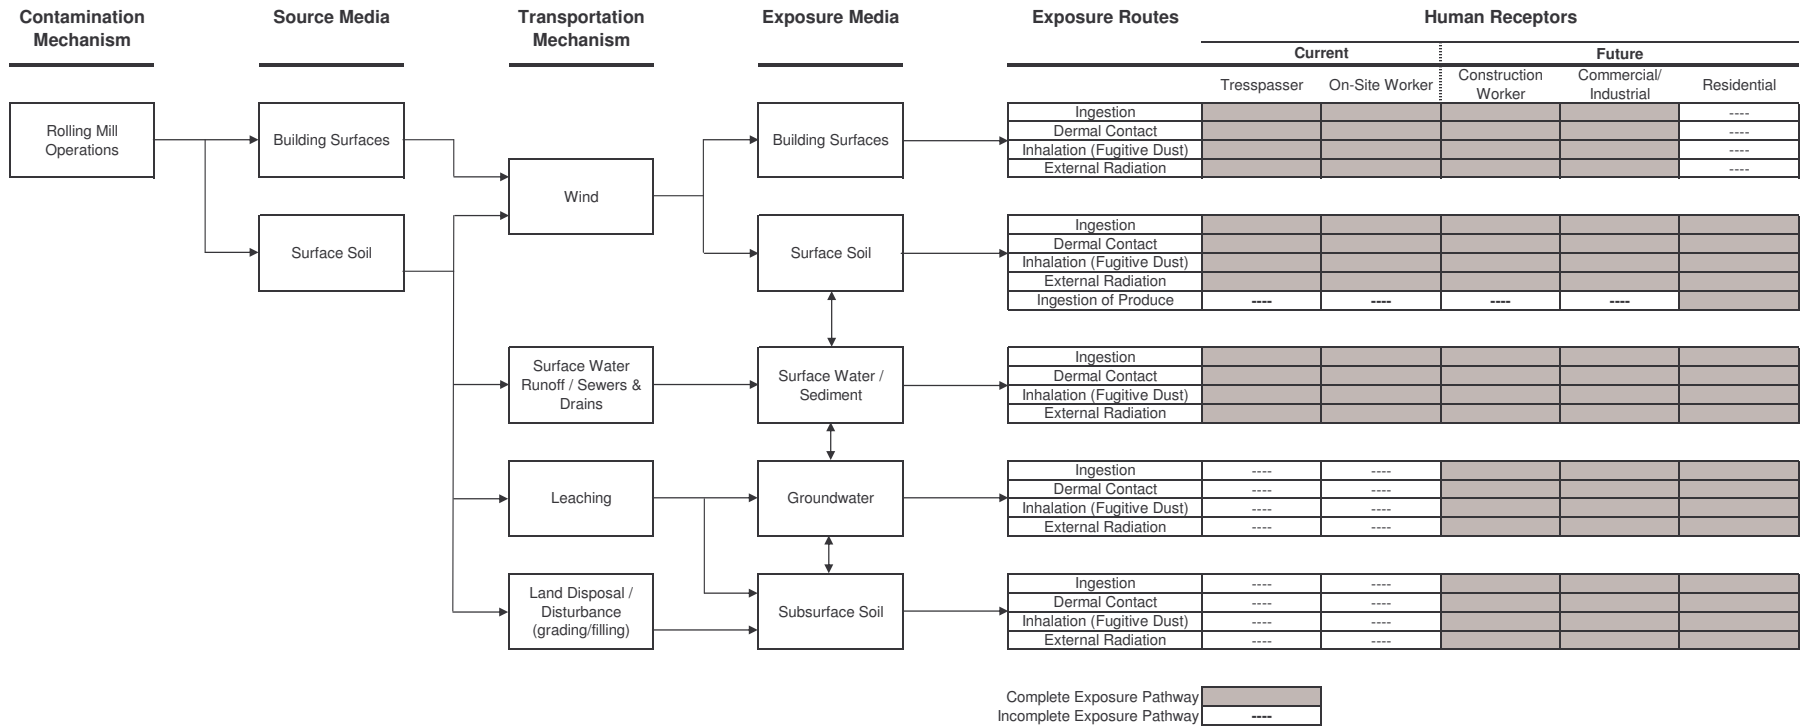 Contamination Mechanism
Source Media
Transportation Mechanism
Exposure Media
Exposure Routes
Human Receptors
Current
Future
Tresspasser
On-Site Worker
Construction Worker
Commercial/ Industrial
Residential
Rolling Mill
Operations
Building Surfaces
Surface Soil
Wind
Surface Water
Runoff / Sewers &
Drains
Leaching
Land Disposal /
Disturbance
(grading/filling)
Building Surfaces
Surface Soil
Surface Water /
Sediment
Groundwater
Subsurface Soil
Ingestion ----
Dermal Contact ----
Inhalation (Fugitive Dust) ----
External Radiation ----
Ingestion
Dermal Contact
Inhalation (Fugitive Dust)
External Radiation
Ingestion of Produce ---- ---- ---- ----
Ingestion
Dermal Contact
Inhalation (Fugitive Dust)
External Radiation
Ingestion ---- ----
Dermal Contact ---- ----
Inhalation (Fugitive Dust) ---- ----
External Radiation ---- ----
Ingestion ---- ----
Dermal Contact ---- ----
Inhalation (Fugitive Dust) ---- ----
External Radiation ---- ----
Complete Exposure Pathway
Incomplete Exposure Pathway ----